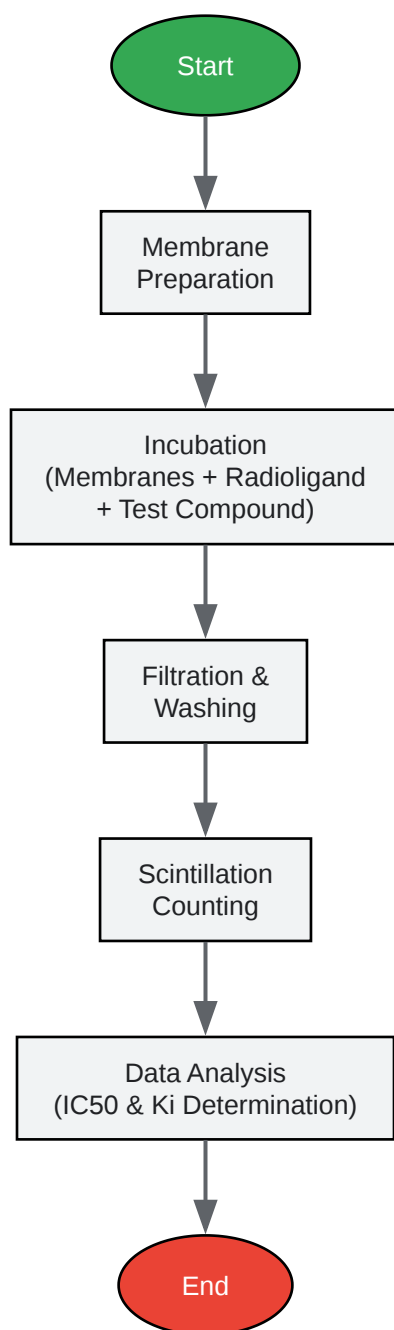 Start
Membrane
Preparation
Incubation
(Membranes + Radioligand
+ Test Compound)
Filtration &
Washing
Scintillation
Counting
Data Analysis
(IC50 & Ki Determination)
End